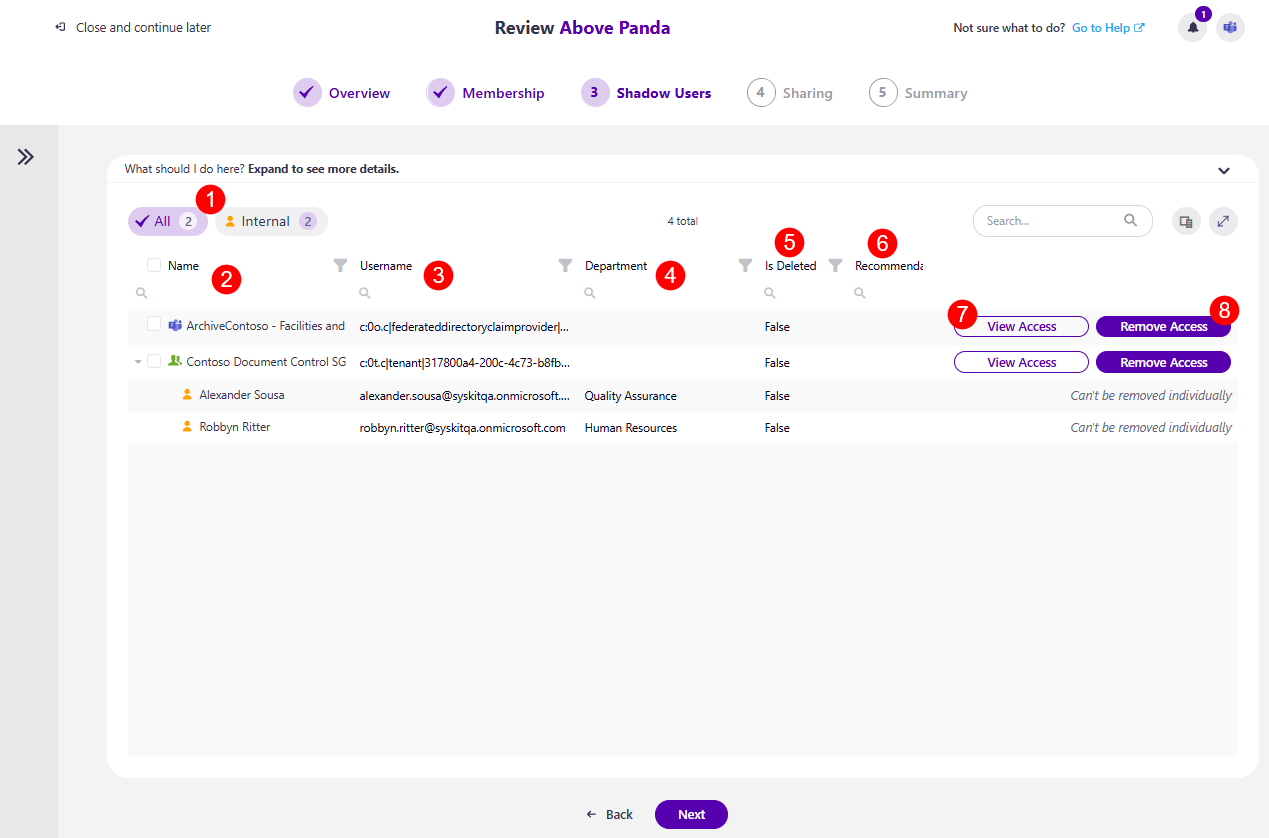 Close and continue later
Review Above Panda
Not sure what to do? Go to Help
1
Overview
Membership
3 Shadow Users
4 Sharing
5 Summary
What should I do here? Expand to see more details.
1
All 2
Internal 2
4 total
Search...
5
6
Name
2
Username
3
Department
4
Is Deleted
Recommenda
7
8
ArchiveContoso - Facilities and c:0o.c|federateddirectoryclaimprovider|... False View Access Remove Access
Contoso Document Control SG c:0t.c|tenant|317800a4-200c-4c73-b8fb... False View Access Remove Access
Alexander Sousa alexander.sousa@syskitqa.onmicrosoft.... Quality Assurance False Can't be removed individually
Robbyn Ritter robbyn.ritter@syskitqa.onmicrosoft.com Human Resources False Can't be removed individually
Back
Next